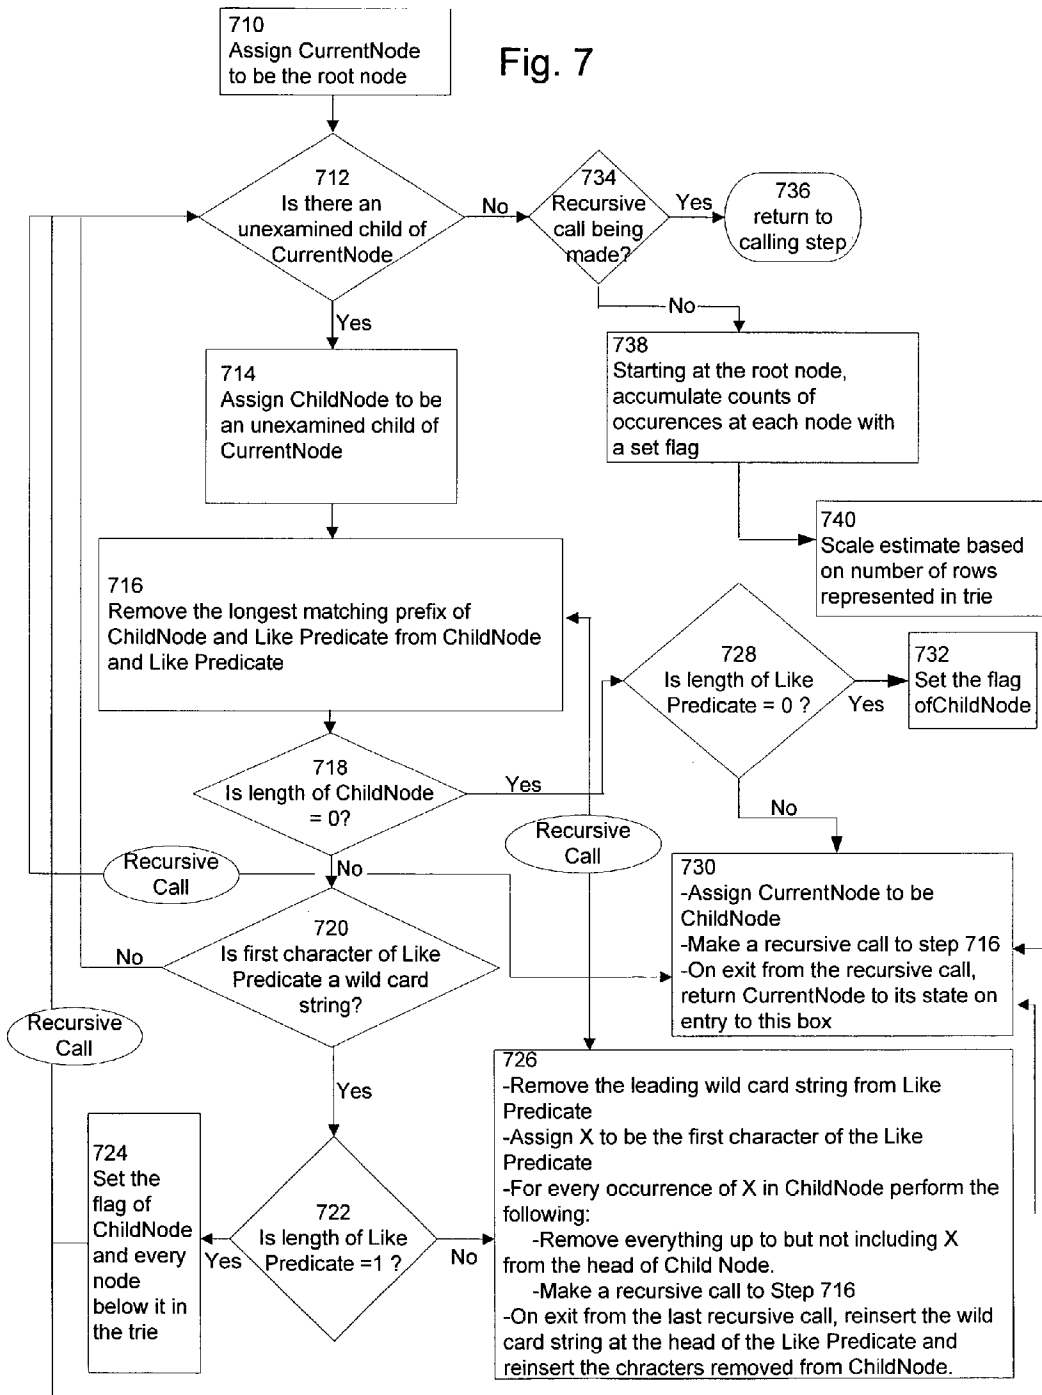 Fig. 7
710
Assign CurrentNode
to be the root node
712
Is there an
unexamined child of
CurrentNode
No
734
Recursive
call being
made?
Yes
736
return to
calling step
Yes
No
714
Assign ChildNode to be
an unexamined child of
CurrentNode
738
Starting at the root node,
accumulate counts of
occurences at each node with
a set flag
740
Scale estimate based
on number of rows
represented in trie
716
Remove the longest matching prefix of
ChildNode and Like Predicate from ChildNode
and Like Predicate
728
Is length of Like
Predicate = 0 ?
Yes
732
Set the flag
ofChildNode
718
Is length of ChildNode
= 0?
Yes
No
Recursive
Call
Recursive
Call
No
730
-Assign CurrentNode to be
ChildNode
-Make a recursive call to step 716
-On exit from the recursive call,
return CurrentNode to its state on
entry to this box
720
Is first character of Like
Predicate a wild card
string?
No
Recursive
Call
Yes
726
-Remove the leading wild card string from Like
Predicate
-Assign X to be the first character of the Like
Predicate
-For every occurrence of X in ChildNode perform the
following:
-Remove everything up to but not including X
from the head of Child Node.
-Make a recursive call to Step 716
-On exit from the last recursive call, reinsert the wild
card string at the head of the Like Predicate and
reinsert the chracters removed from ChildNode.
724
Set the
flag of
ChildNode
and every
node
below it in
the trie
Yes
722
Is length of Like
Predicate =1 ?
No